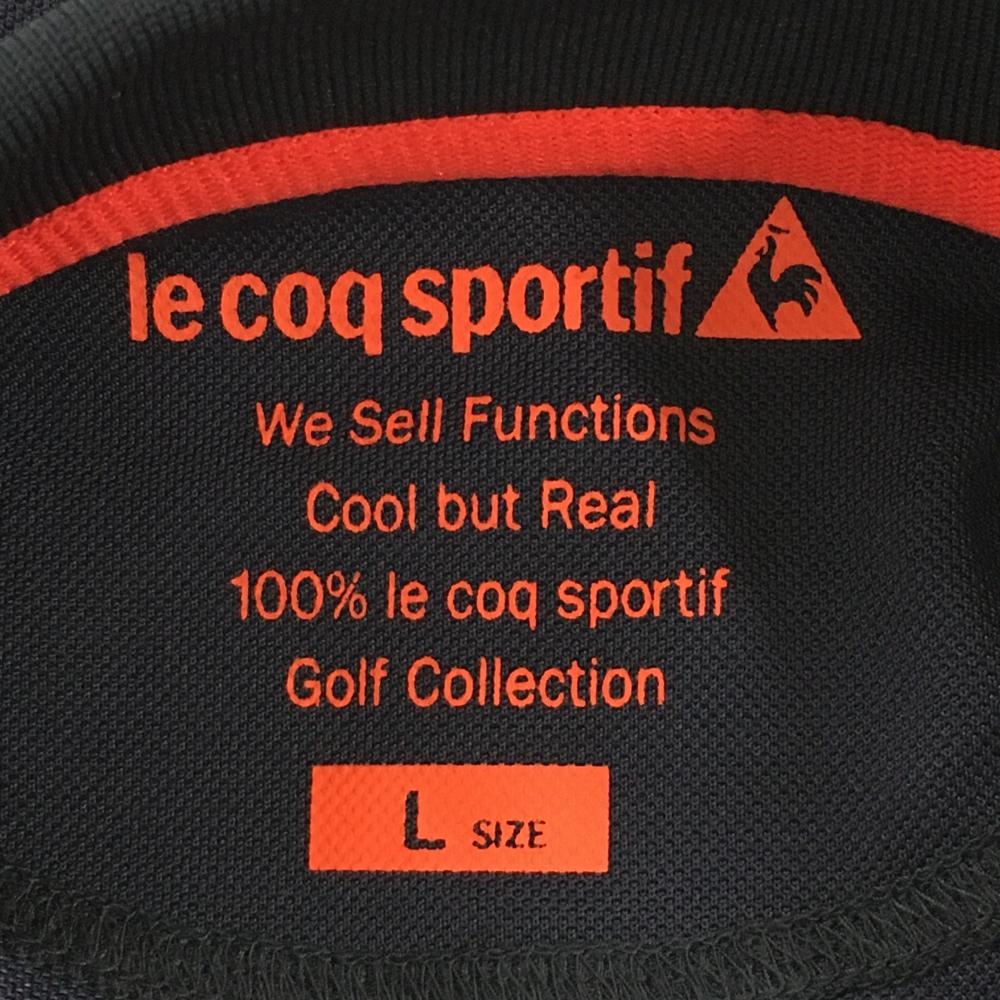 le coq sportif
We Sell Functions
Cool but Real
100% le coq sportif
Golf Collection
L SIZE